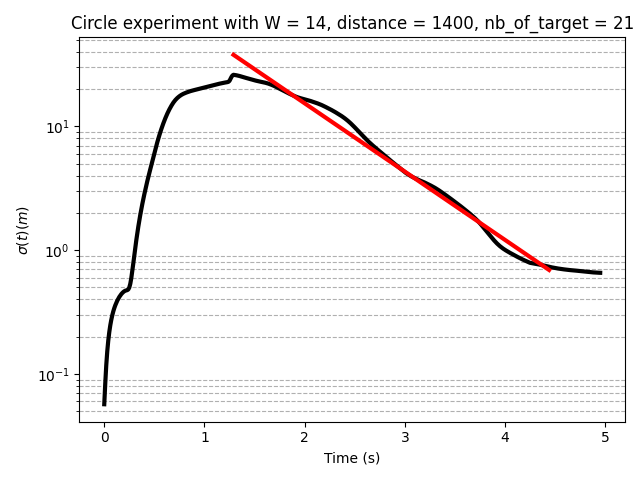 Circle experiment with W = 14, distance = 1400, nb_of_target = 21
σ(t)(m)
10¹
10⁰
10⁻¹
0 1 2 3 4 5
Time (s)